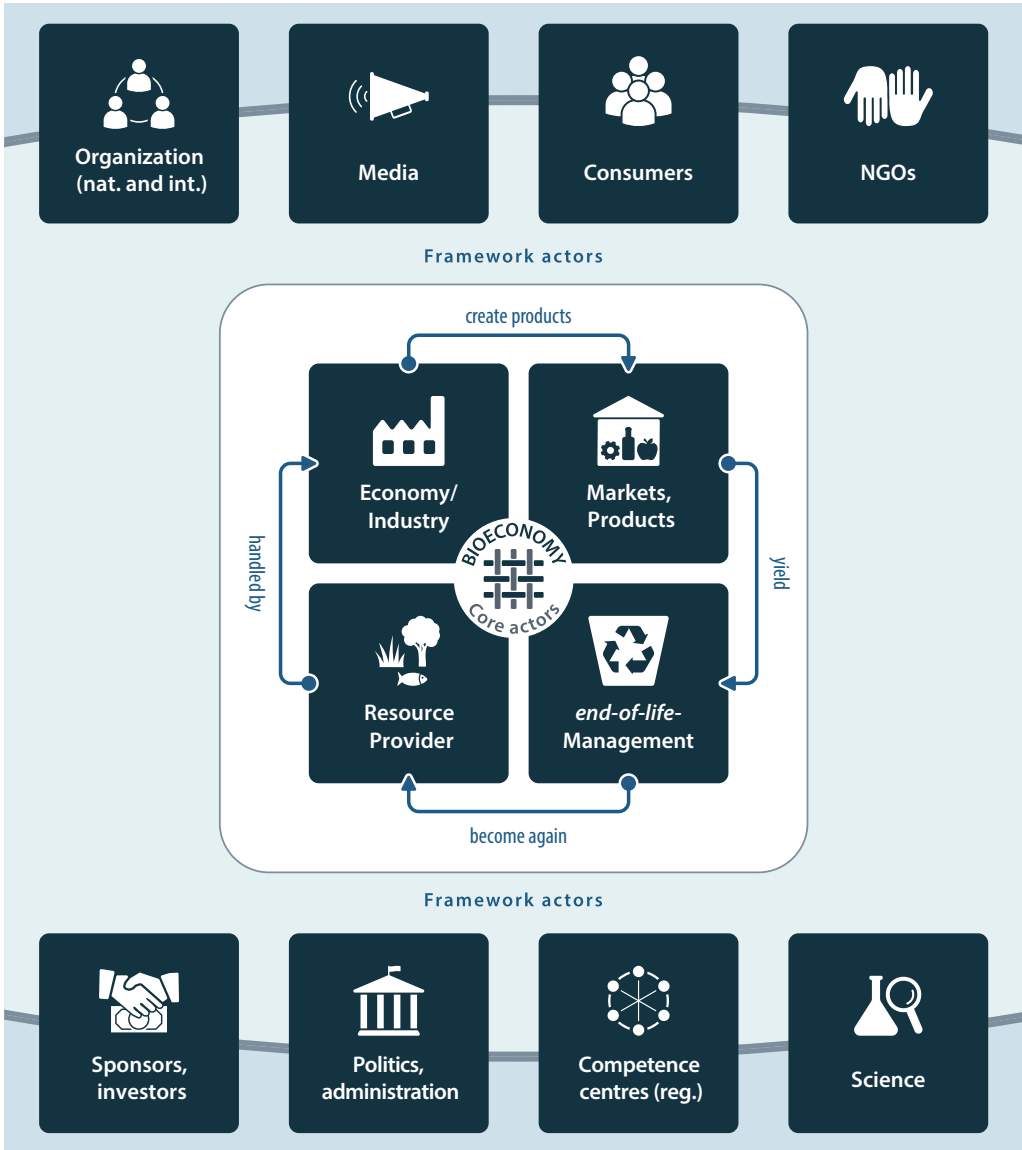 Organization
(nat. and int.)
Media
Consumers
NGOs
Framework actors
create products
Economy/
Industry
Markets,
Products
handled by
BIOECONOMY
Core actors
yield
Resource
Provider
end-of-life-
Management
become again
Framework actors
Sponsors,
investors
Politics,
administration
Competence
centres (reg.)
Science